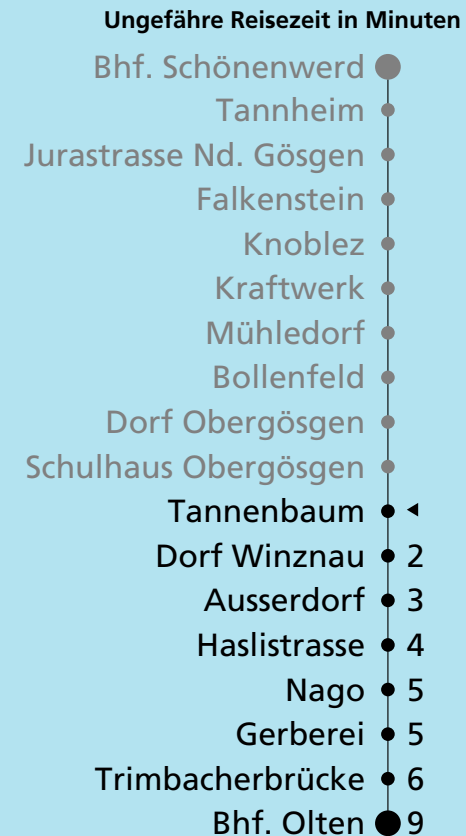 Ungefähre Reisezeit in Minuten
Bhf. Schönenwerd
Tannheim
Jurastrasse Nd. Gösgen
Falkenstein
Knoblez
Kraftwerk
Mühledorf
Bollenfeld
Dorf Obergösgen
Schulhaus Obergösgen
Tannenbaum
Dorf Winznau 2
Ausserdorf 3
Haslistrasse 4
Nago 5
Gerberei 5
Trimbacherbrücke 6
Bhf. Olten 9